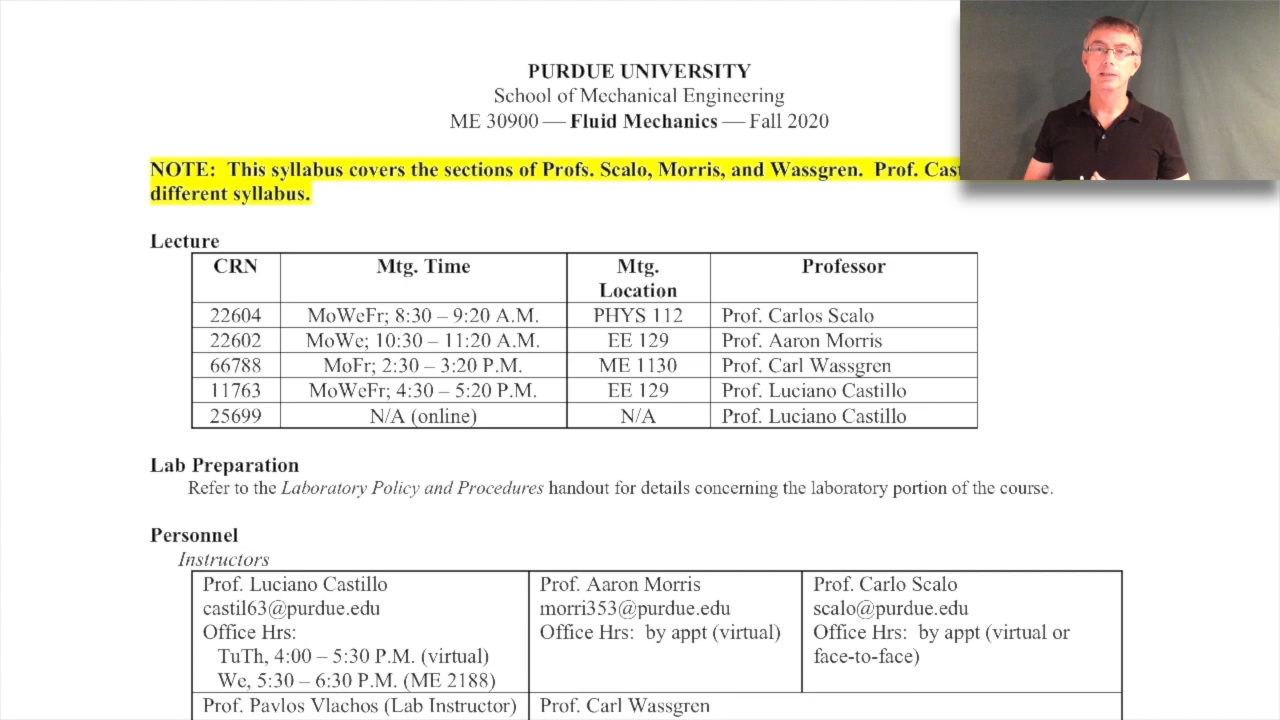 PURDUE UNIVERSITY
School of Mechanical Engineering
ME 30900 — Fluid Mechanics — Fall 2020
NOTE: This syllabus covers the sections of Profs. Scalo, Morris, and Wassgren. Prof.
different syllabus.
Lecture
CRN Mtg. Time Mtg. Location Professor
22604 MoWeFr; 8:30 – 9:20 A.M. PHYS 112 Prof. Carlos Scalo
22602 MoWe; 10:30 – 11:20 A.M. EE 129 Prof. Aaron Morris
66788 MoFr; 2:30 – 3:20 P.M. ME 1130 Prof. Carl Wassgren
11763 MoWeFr; 4:30 – 5:20 P.M. EE 129 Prof. Luciano Castillo
25699 N/A (online) N/A Prof. Luciano Castillo
Lab Preparation
Refer to the Laboratory Policy and Procedures handout for details concerning the laboratory portion of the course.
Personnel
Instructors
Prof. Luciano Castillo Prof. Aaron Morris Prof. Carlo Scalo
castil63@purdue.edu morri353@purdue.edu scalo@purdue.edu
Office Hrs: Office Hrs: by appt (virtual) Office Hrs: by appt (virtual or
TuTh, 4:00 – 5:30 P.M. (virtual) face-to-face)
We, 5:30 – 6:30 P.M. (ME 2188)
Prof. Pavlos Vlachos (Lab Instructor) Prof. Carl Wassgren